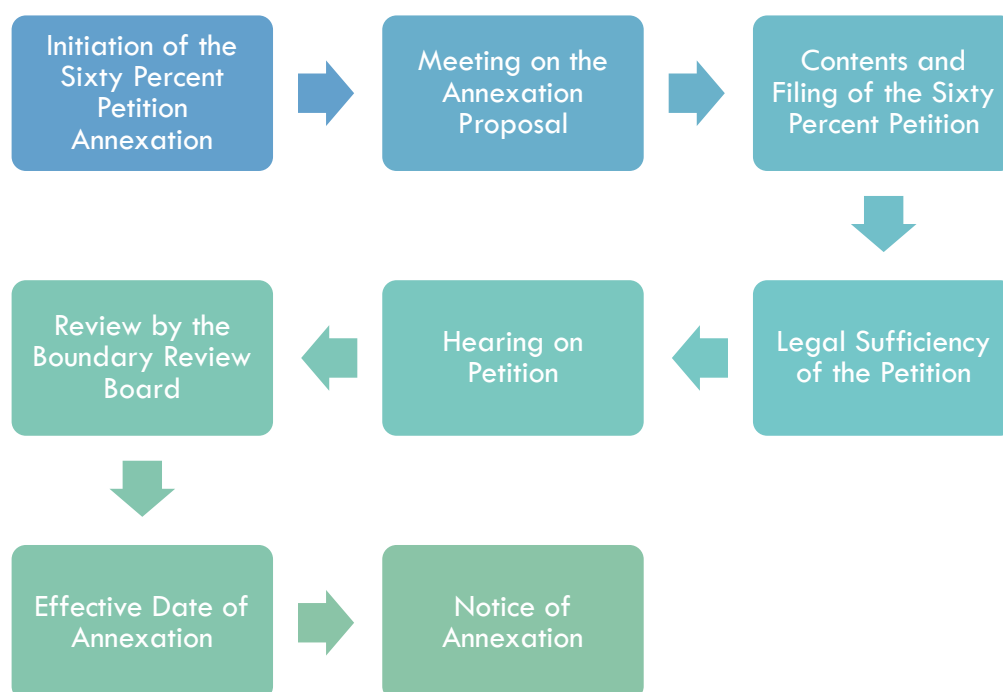 Initiation of the
Sixty Percent
Petition
Annexation
Meeting on the
Annexation
Proposal
Contents and
Filing of the Sixty
Percent Petition
Legal Sufficiency
of the Petition
Hearing on
Petition
Review by the
Boundary Review
Board
Effective Date of
Annexation
Notice of
Annexation